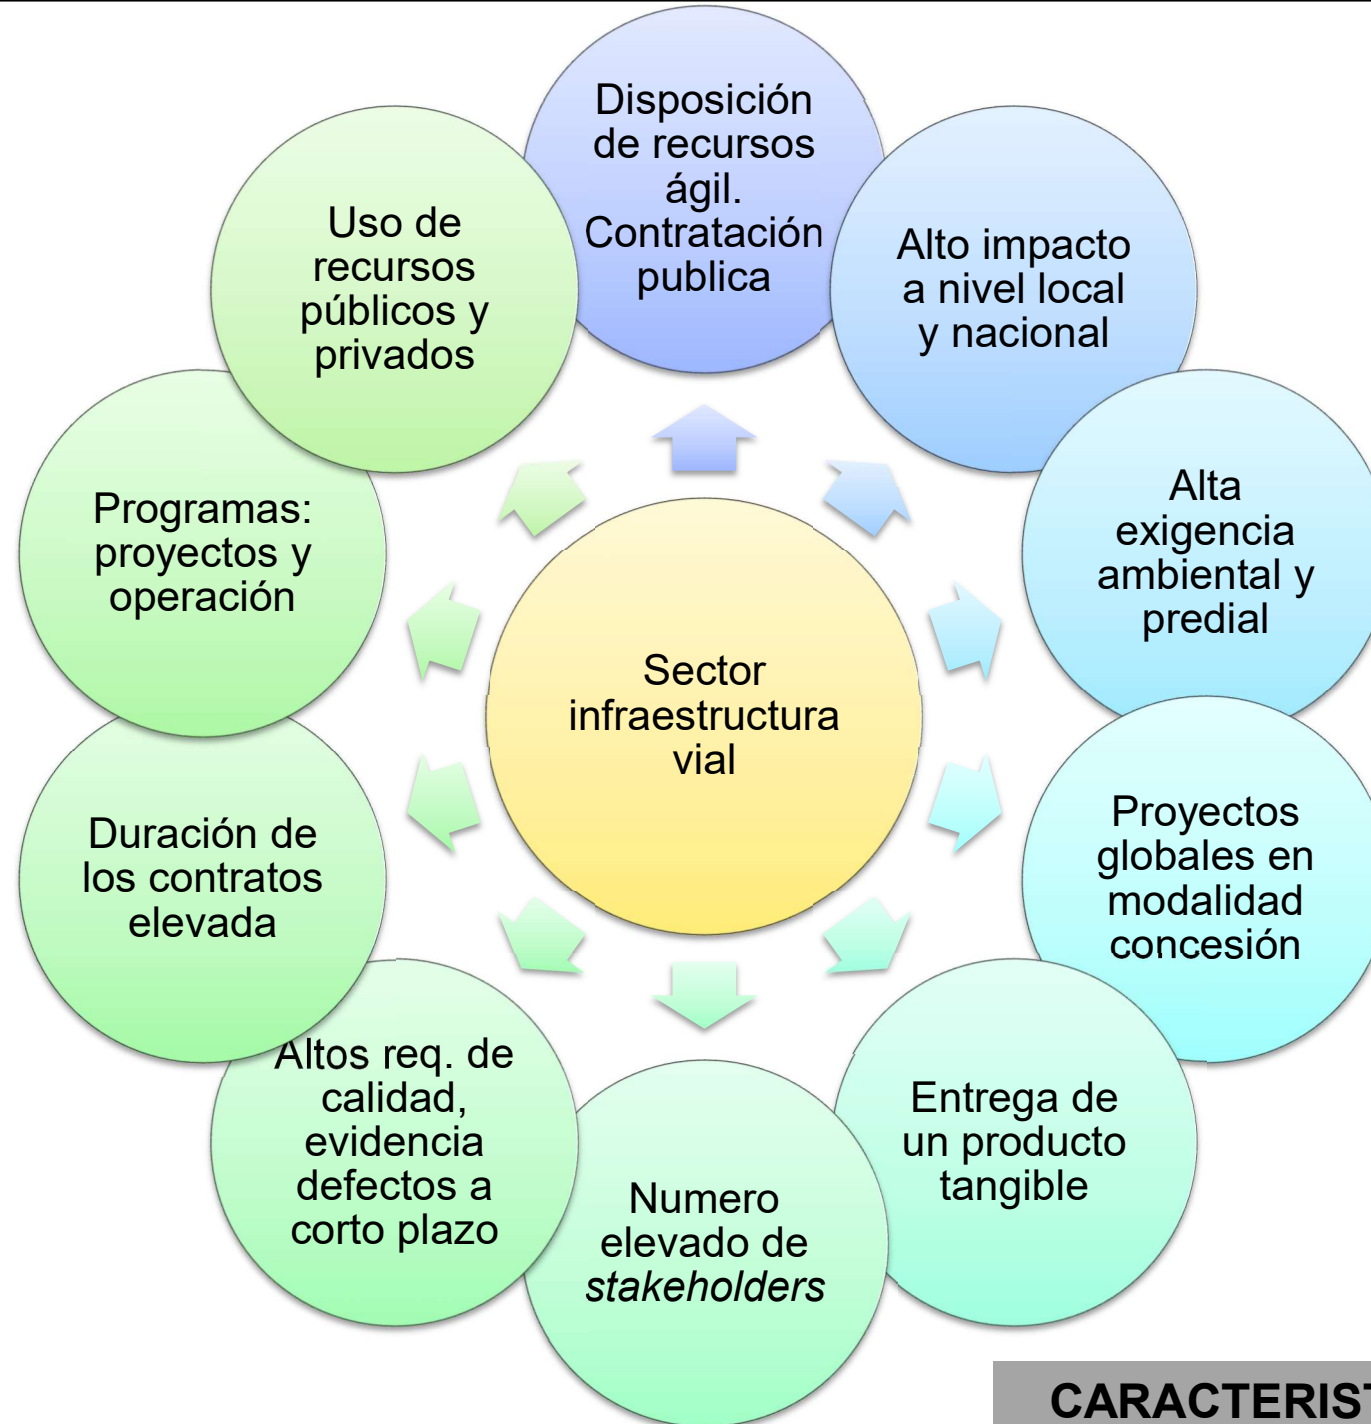 Disposición
de recursos
ágil.
Contratación
publica
Alto impacto
a nivel local
y nacional
Alta
exigencia
ambiental y
predial
Proyectos
globales en
modalidad
concesión
Entrega de
un producto
tangible
Numero
elevado de
stakeholders
Altos req. de
calidad,
evidencia
defectos a
corto plazo
Duración de
los contratos
elevada
Programas:
proyectos y
operación
Uso de
recursos
públicos y
privados
Sector
infraestructura
vial
CARACTERIST